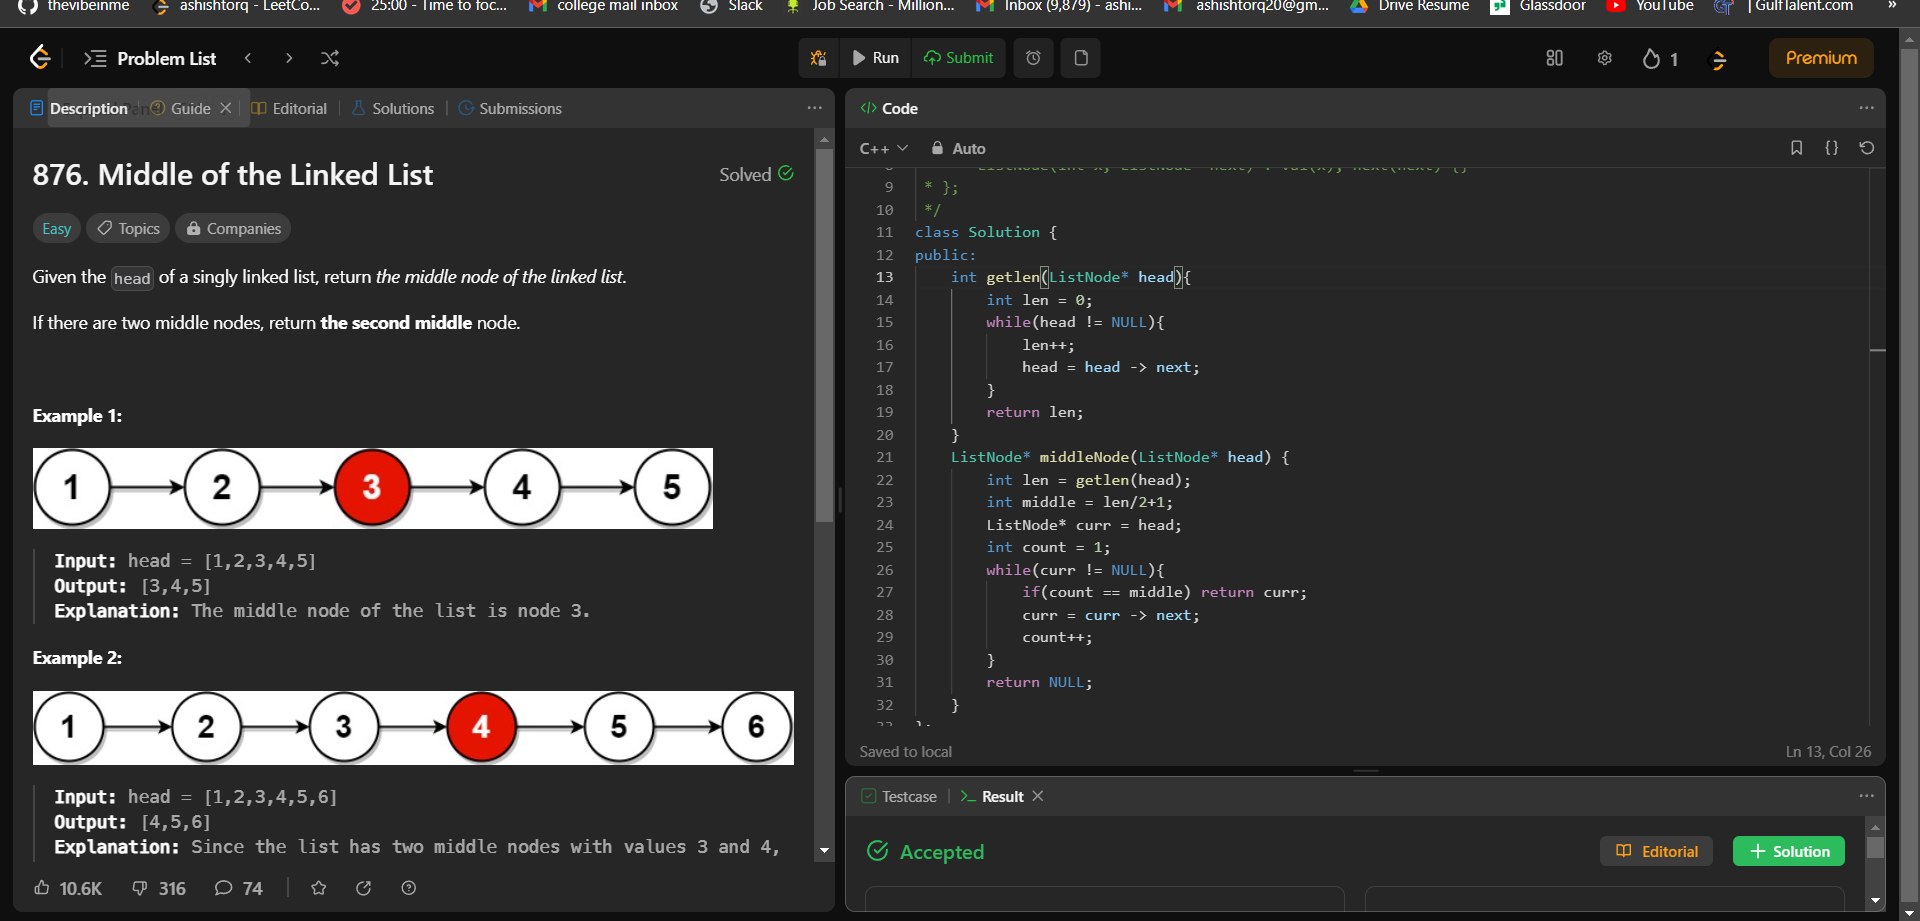 thevibeinme ashishtorq - LeetCo... 25:00 - Time to foc... college mail inbox Slack Job Search - Million... Inbox (9,879) - ashi... ashishtorq20@gm... Drive Resume Glassdoor YouTube | GulfTalent.com »
Problem List Run Submit 1 Premium
Description Guide Editorial Solutions Submissions
876. Middle of the Linked List Solved
Easy Topics Companies
Given the head of a singly linked list, return the middle node of the linked list.
If there are two middle nodes, return the second middle node.
Example 1:
1 2 3 4 5
Input: head = [1,2,3,4,5]
Output: [3,4,5]
Explanation: The middle node of the list is node 3.
Example 2:
1 2 3 4 5 6
Input: head = [1,2,3,4,5,6]
Output: [4,5,6]
Explanation: Since the list has two middle nodes with values 3 and 4,
10.6K 316 74
</> Code
C++ Auto {}
9 * };
10 */
11 class Solution {
12 public:
13 int getlen(ListNode* head){
14 int len = 0;
15 while(head != NULL){
16 len++;
17 head = head -> next;
18 }
19 return len;
20 }
21 ListNode* middleNode(ListNode* head) {
22 int len = getlen(head);
23 int middle = len/2+1;
24 ListNode* curr = head;
25 int count = 1;
26 while(curr != NULL){
27 if(count == middle) return curr;
28 curr = curr -> next;
29 count++;
30 }
31 return NULL;
32 }
Saved to local Ln 13, Col 26
Testcase >_ Result
Accepted Editorial + Solution